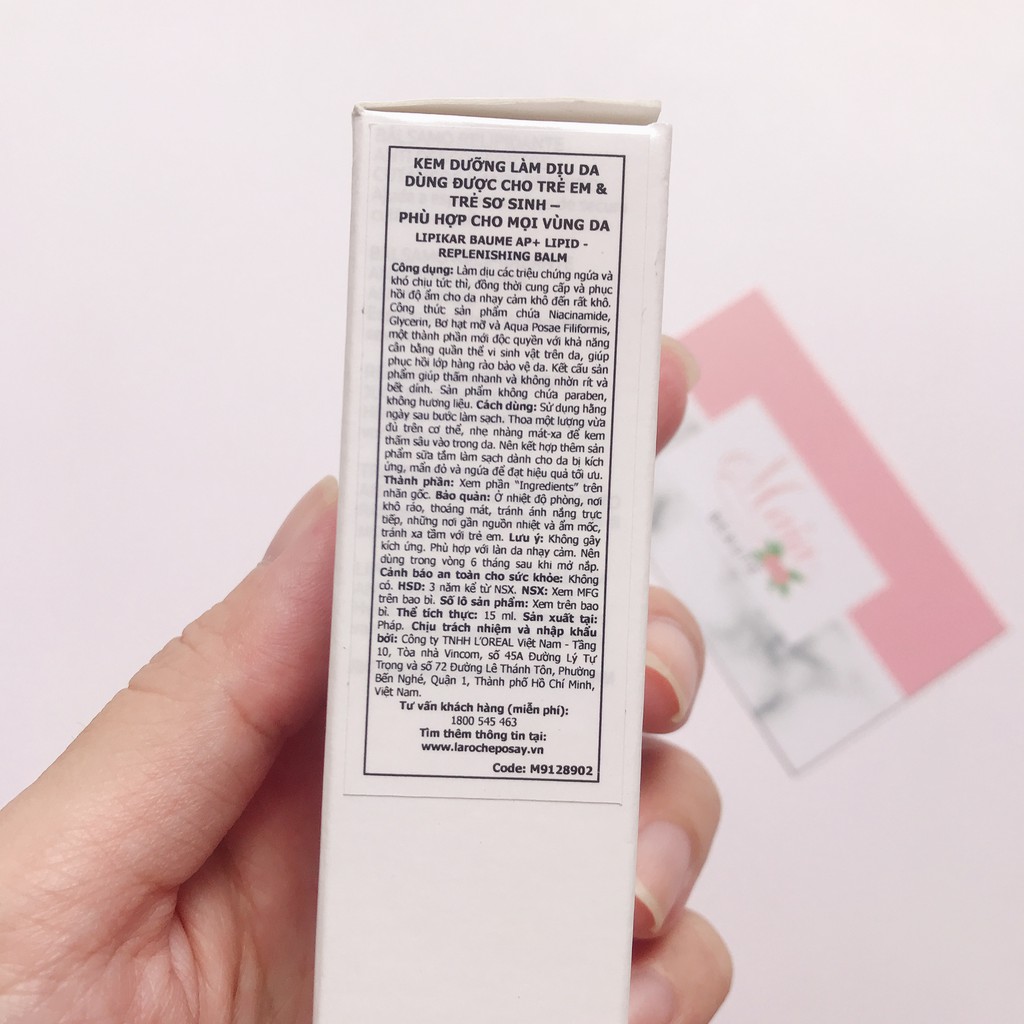 KEM DƯỠNG LÀM DỊU DA
DÙNG ĐƯỢC CHO TRẺ EM &
TRẺ SƠ SINH –
PHÙ HỢP CHO MỌI VÙNG DA
LIPIKAR BAUME AP+ LIPID -
REPLENISHING BALM
Công dụng: Làm dịu các triệu chứng ngứa và
khó chịu tức thì, đồng thời cung cấp và phục
hồi độ ẩm cho da nhạy cảm khô đến rất khô.
Công thức sản phẩm chứa Niacinamide,
Glycerin, Bơ hạt mỡ và Aqua Posae Filiformis,
một thành phần mới độc quyền với khả năng
cân bằng quần thể vi sinh vật trên da, giúp
phục hồi lớp hàng rào bảo vệ da. Kết cấu sản
phẩm giúp thấm nhanh và không nhờn rít và
bết dính. Sản phẩm không chứa paraben,
không hương liệu. Cách dùng: Sử dụng hằng
ngày sau bước làm sạch. Thoa một lượng vừa
đủ trên cơ thể, nhẹ nhàng mát-xa để kem
thấm sâu vào trong da. Nên kết hợp thêm sản
phẩm sữa tắm làm sạch dành cho da bị kích
ứng, mẩn đỏ và ngứa để đạt hiệu quả tối ưu.
Thành phần: Xem phần "Ingredients" trên
nhãn gốc. Bảo quản: Ở nhiệt độ phòng, nơi
khô ráo, thoáng mát, tránh ánh nắng trực
tiếp, những nơi gần nguồn nhiệt và ẩm mốc,
tránh xa tầm với trẻ em. Lưu ý: Không gây
kích ứng. Phù hợp với làn da nhạy cảm. Nên
dùng trong vòng 6 tháng sau khi mở nắp.
Cảnh báo an toàn cho sức khỏe: Không
có. HSD: 3 năm kể từ NSX. NSX: Xem MFG
trên bao bì. Số lô sản phẩm: Xem trên bao
bì. Thể tích thực: 15 ml. Sản xuất tại:
Pháp. Chịu trách nhiệm và nhập khẩu
bởi: Công ty TNHH L'OREAL Việt Nam - Tầng
10, Tòa nhà Vincom, số 45A Đường Lý Tự
Trọng và số 72 Đường Lê Thánh Tôn, Phường
Bến Nghé, Quận 1, Thành phố Hồ Chí Minh,
Việt Nam.
Tư vấn khách hàng (miễn phí):
1800 545 463
Tìm thêm thông tin tại:
www.larocheposay.vn
Code: M9128902